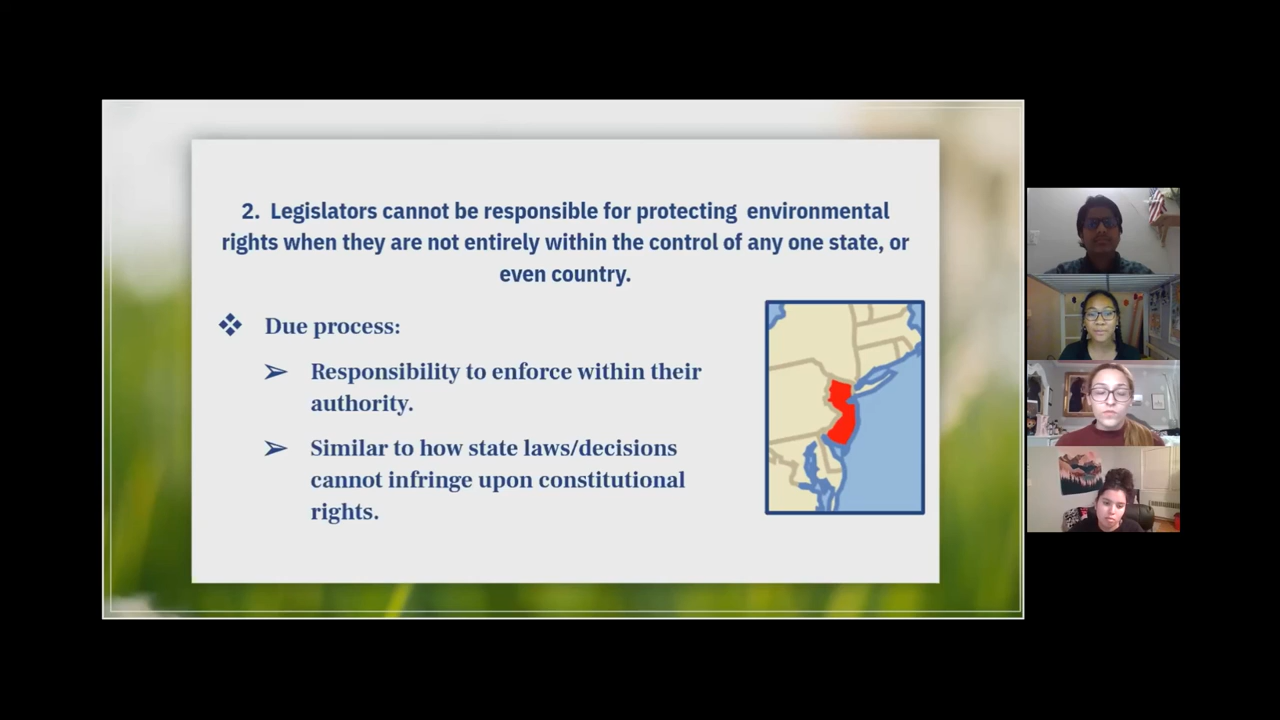 2. Legislators cannot be responsible for protecting environmental
rights when they are not entirely within the control of any one state, or
even country.
❖ Due process:
➢ Responsibility to enforce within their
authority.
➢ Similar to how state laws/decisions
cannot infringe upon constitutional
rights.